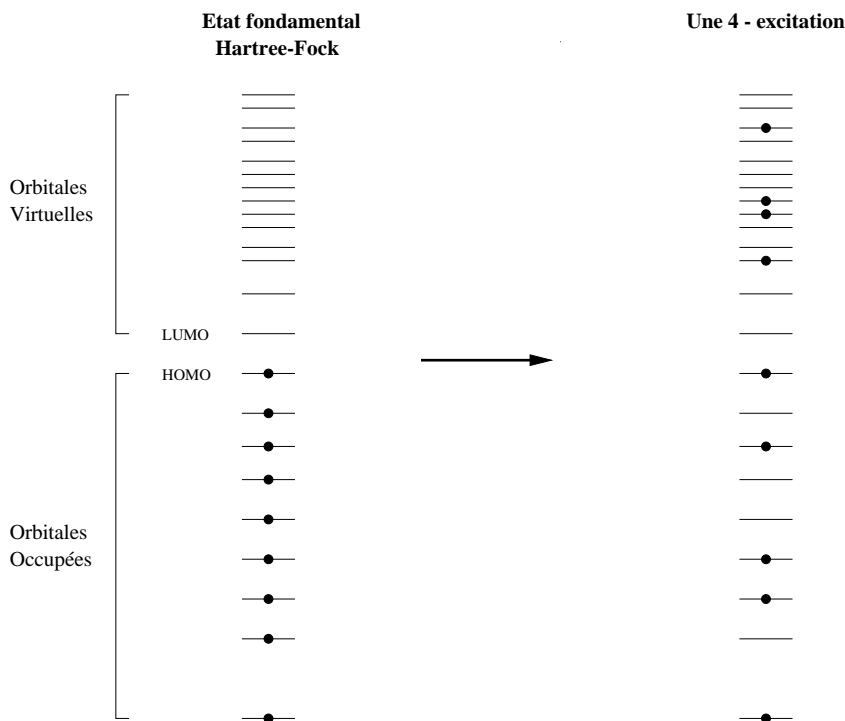 Etat fondamental
Hartree-Fock
Une 4 - excitation
Orbitales
Virtuelles
LUMO
HOMO
Orbitales
Occupées